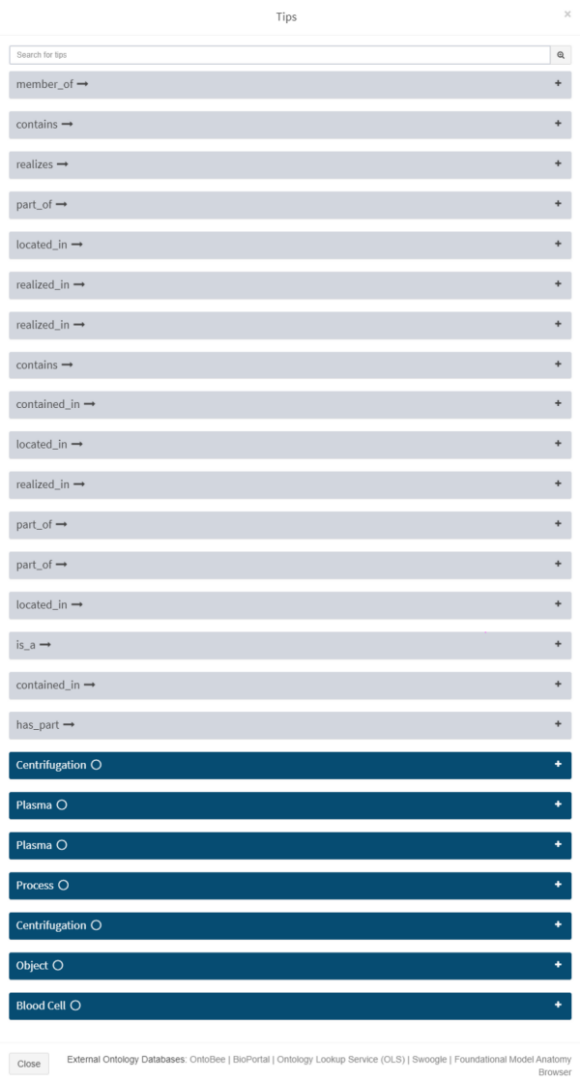 Tips
×
Search for tips
member_of → +
contains → +
realizes → +
part_of → +
located_in → +
realized_in → +
realized_in → +
contains → +
contained_in → +
located_in → +
realized_in → +
part_of → +
part_of → +
located_in → +
is_a → +
contained_in → +
has_part → +
Centrifugation +
Plasma +
Plasma +
Process +
Centrifugation +
Object +
Blood Cell +
Close
External Ontology Databases: OntoBee | BioPortal | Ontology Lookup Service (OLS) | Swoogle | Foundational Model Anatomy
Browser